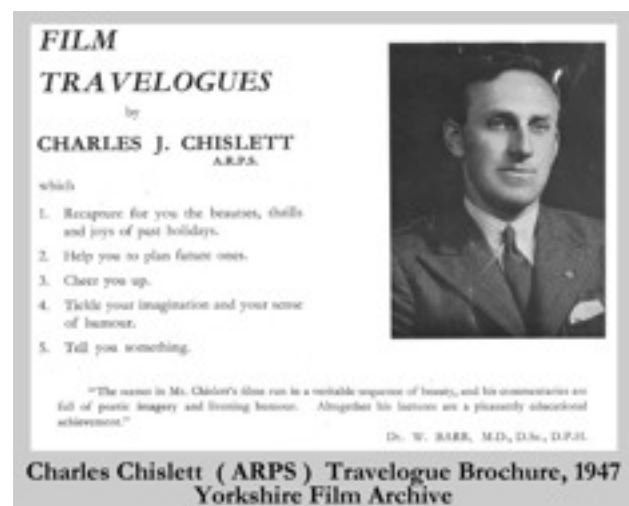 FILM
TRAVELOGUES
by
CHARLES J. CHISLETT
A.R.P.S.
which
1. Recapture for you the beauties, thrills
and joys of past holidays.
2. Help you to plan future ones.
3. Cheer you up.
4. Tickle your imagination and your sense
of humour.
5. Tell you something.
"The scenes in Mr. Chislett's films run in a veritable sequence of beauty, and his commentaries are
full of poetic imagery and livening humour. Altogether his lectures are a pleasantly educational
achievement."
Dr. W. BARR, M.D., D.Sc., D.P.H.
Charles Chislett ( ARPS ) Travelogue Brochure, 1947
Yorkshire Film Archive